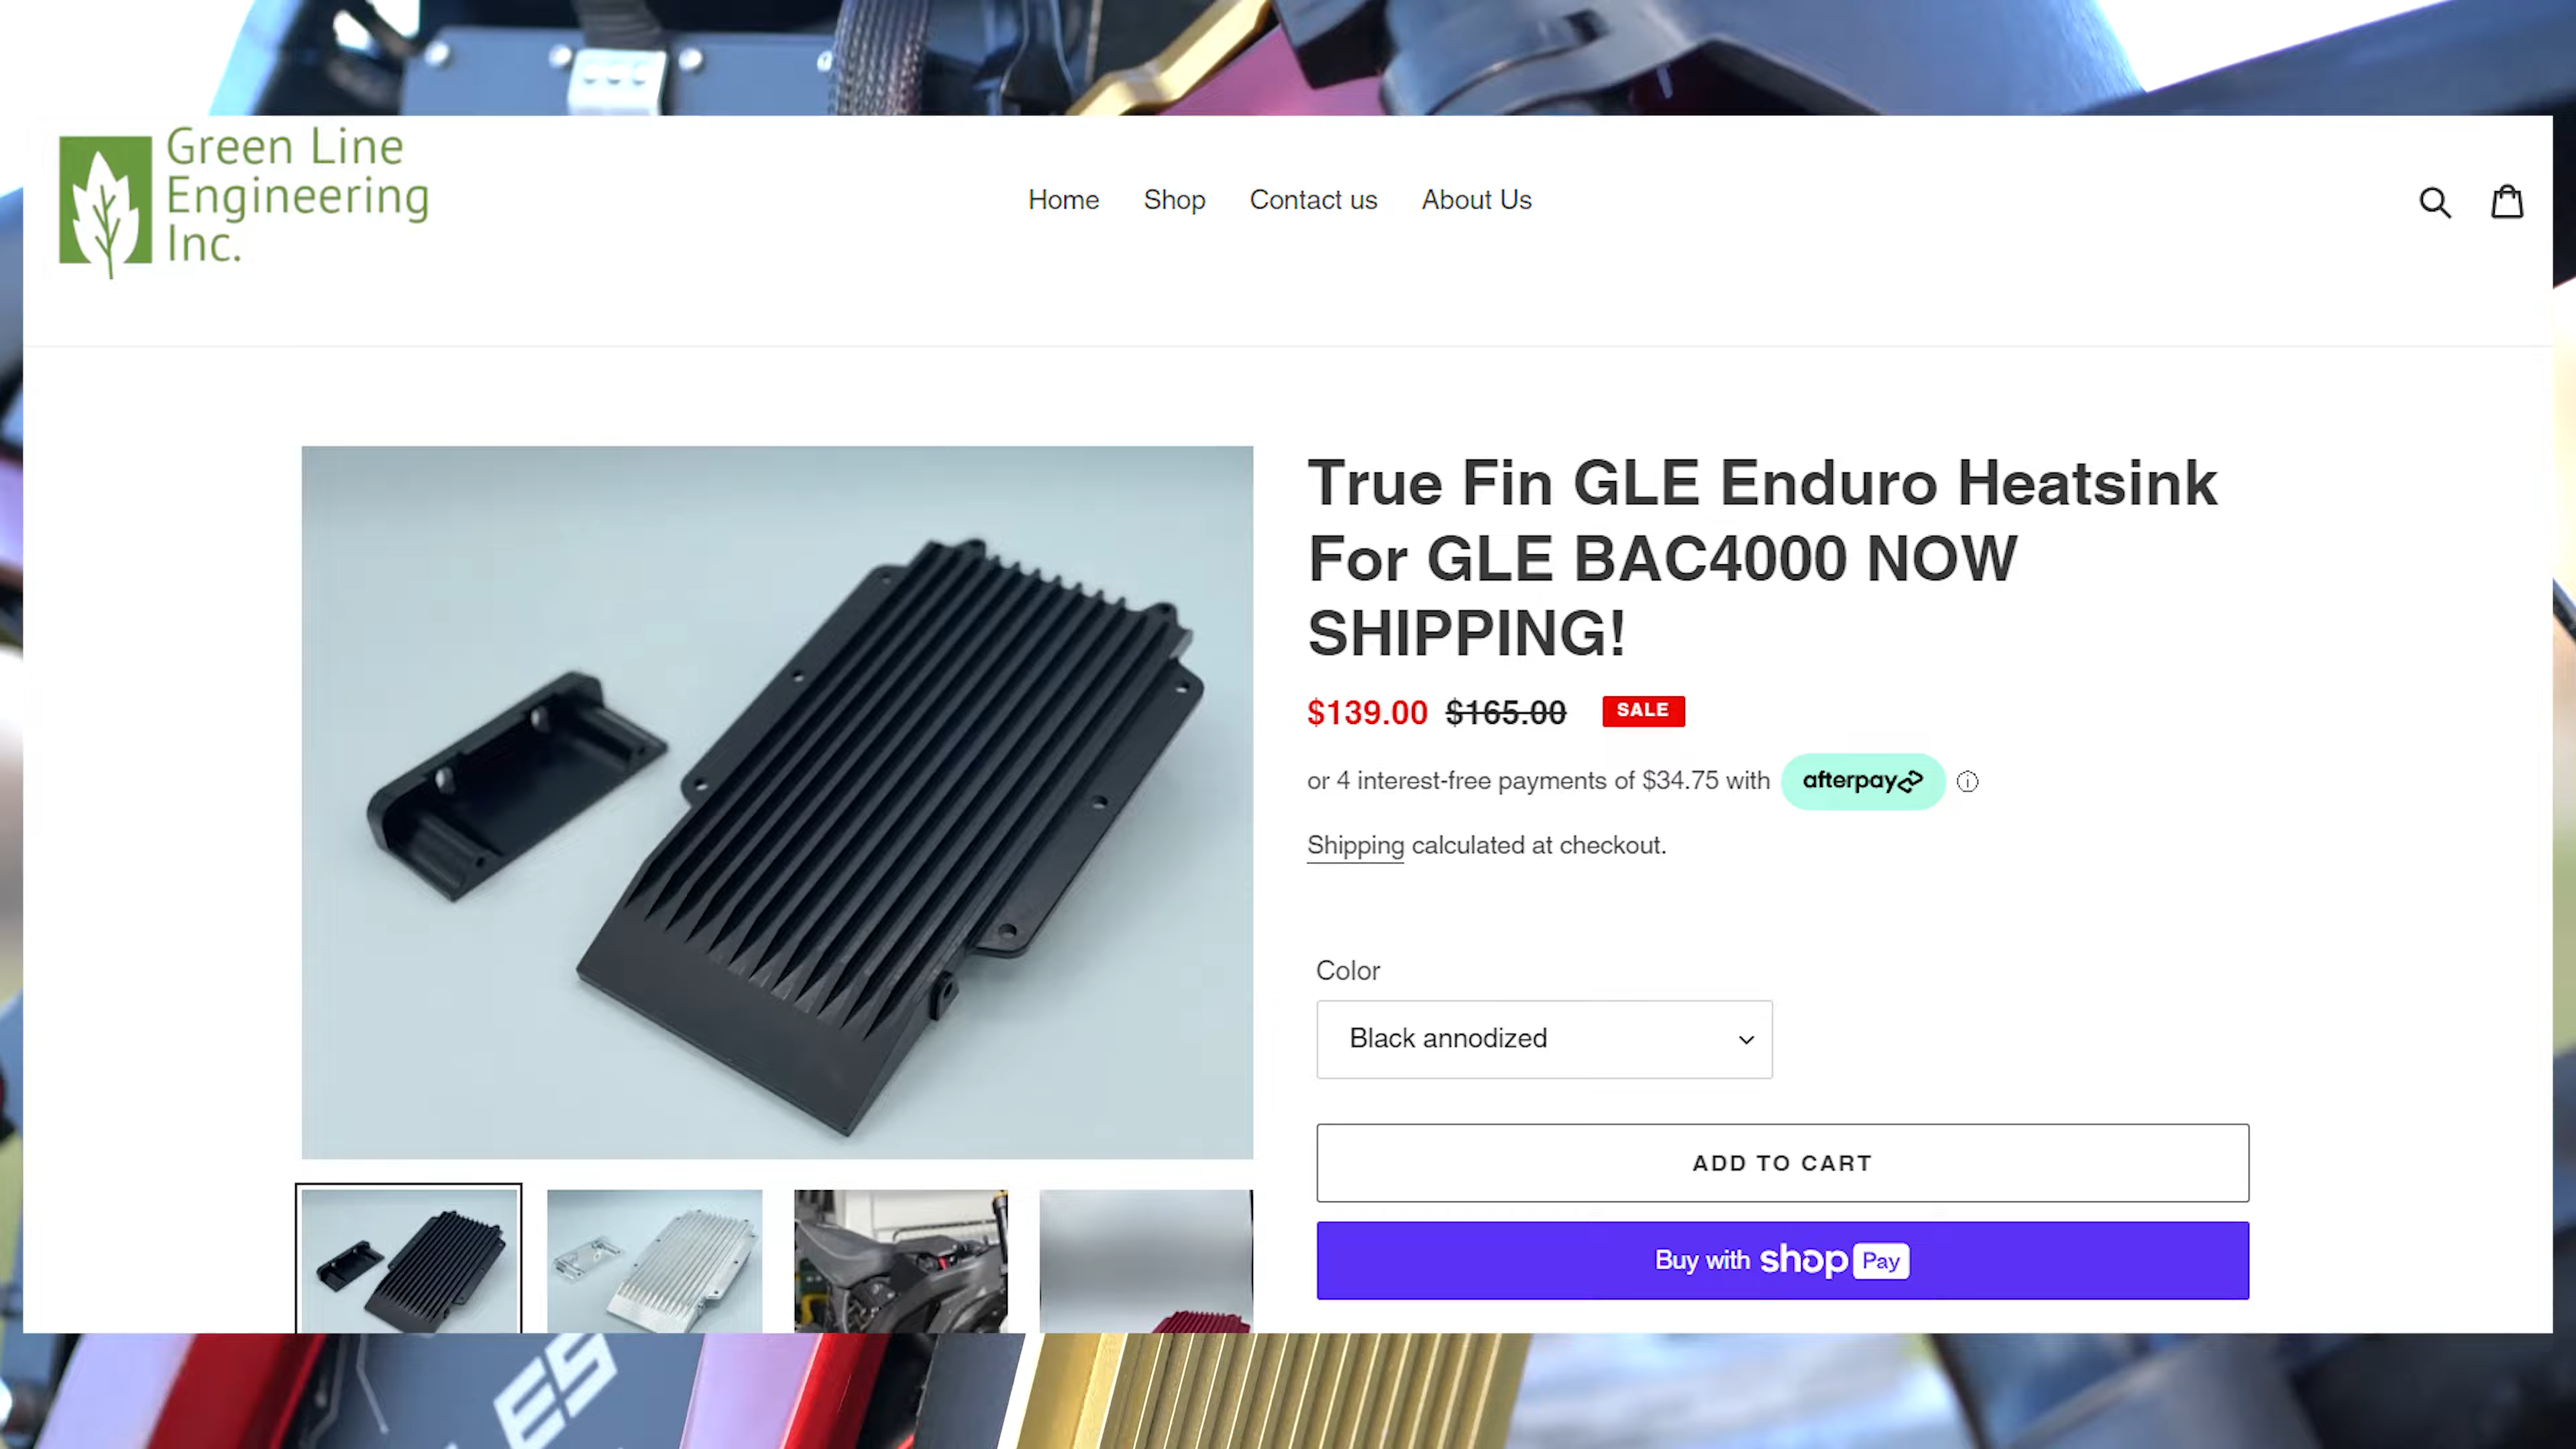 Green Line
Engineering
Inc.
Home Shop Contact us About Us
True Fin GLE Enduro Heatsink
For GLE BAC4000 NOW
SHIPPING!
$139.00 $165.00 SALE
or 4 interest-free payments of $34.75 with afterpay
Shipping calculated at checkout.
Color
Black annodized
ADD TO CART
Buy with shop Pay
ES